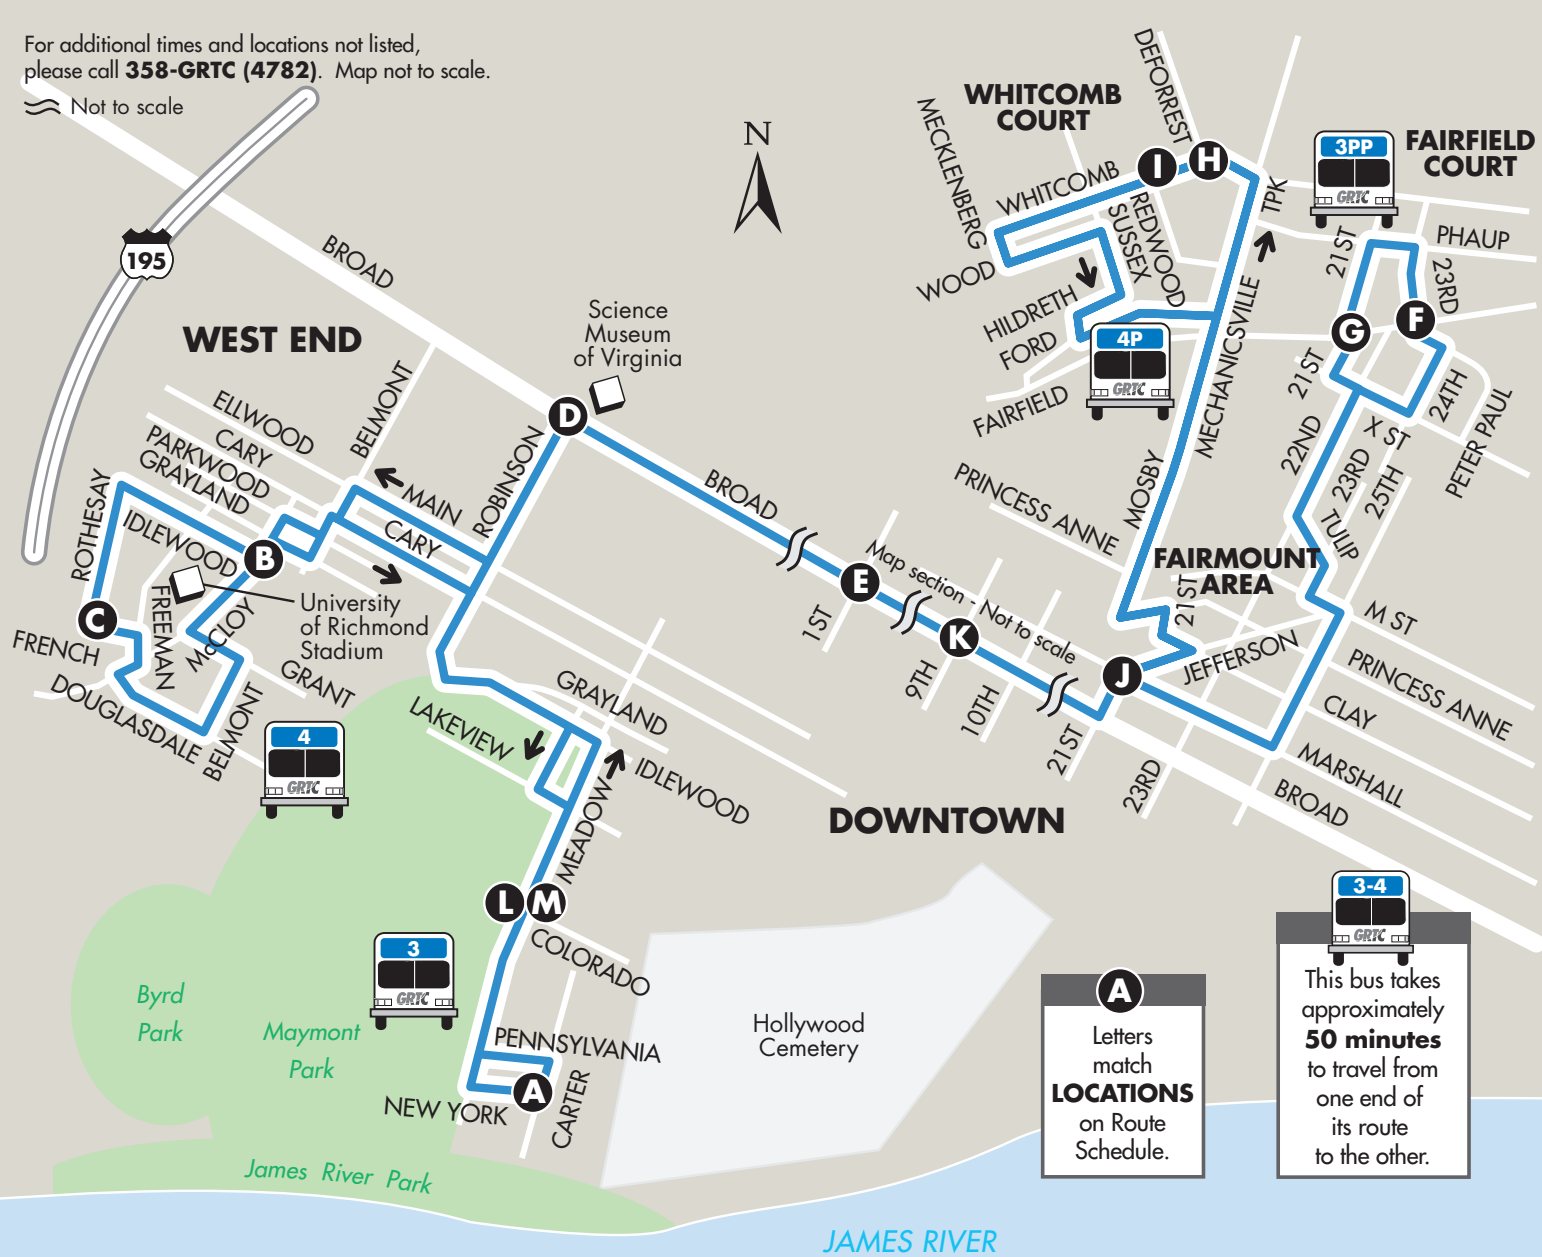 For additional times and locations not listed,
please call 358-GRTC (4782). Map not to scale.
Not to scale
195
BROAD
WEST END
N
Science
Museum
of Virginia
WHITCOMB
COURT
DEFORREST
MECKLENBERG
WHITCOMB
I
H
TPK
3PP
GRTC
FAIRFIELD
COURT
21ST
PHAUP
23RD
REDWOOD
SUSSEX
WOOD
HILDRETH
FORD
FAIRFIELD
4P
GRTC
MECHANICSVILLE
G
F
21ST
24TH
22ND
X ST
23RD
25TH
PETER PAUL
TULIP
MOSBY
PRINCESS ANNE
FAIRMOUNT
AREA
21ST
M ST
JEFFERSON
PRINCESS ANNE
CLAY
MARSHALL
BROAD
ELLWOOD
CARY
PARKWOOD
GRAYLAND
BELMONT
MAIN
CARY
ROBINSON
D
BROAD
ROTHESAY
IDLEWOOD
B
C
FREEMAN
McCLOY
University
of Richmond
Stadium
FRENCH
GRANT
DOUGLASDALE
BELMONT
4
GRTC
E
Map section - Not to scale
1ST
K
9TH
10TH
J
21ST
23RD
LAKEVIEW
GRAYLAND
IDLEWOOD
MEADOW
DOWNTOWN
L
M
COLORADO
3
GRTC
PENNSYLVANIA
A
NEW YORK
CARTER
Byrd
Park
Maymont
Park
Hollywood
Cemetery
James River Park
JAMES RIVER
A
Letters
match
LOCATIONS
on Route
Schedule.
3-4
GRTC
This bus takes
approximately
50 minutes
to travel from
one end of
its route
to the other.